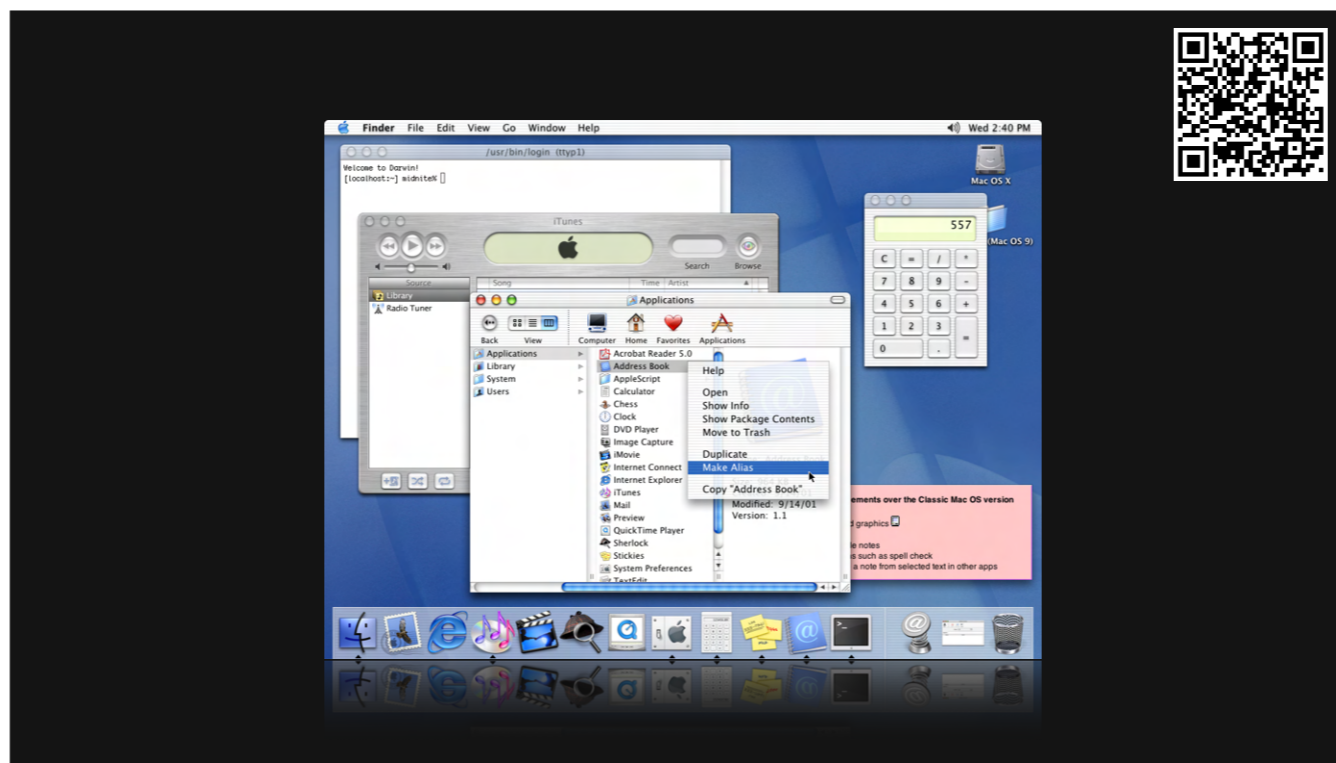 Finder File Edit View Go Window Help
Wed 2:40 PM
/usr/bin/login (ttyp1)
Welcome to Darwin!
[localhost:~] midnite%
Mac OS X
(Mac OS 9)
iTunes
Search
Browse
Source
Song
Time
Artist
Library
Radio Tuner
557
C = / *
7 8 9 -
4 5 6 +
1 2 3 =
0 .
Applications
Back
View
Computer
Home
Favorites
Applications
Applications
Library
System
Users
Acrobat Reader 5.0
Address Book
AppleScript
Calculator
Chess
Clock
DVD Player
Image Capture
iMovie
Internet Connect
Internet Explorer
iTunes
Mail
Preview
QuickTime Player
Sherlock
Stickies
System Preferences
TextEdit
Help
Open
Show Info
Show Package Contents
Move to Trash
Duplicate
Make Alias
Copy "Address Book"
Modified: 9/14/01
Version: 1.1
ements over the Classic Mac OS version
d graphics
le notes
s such as spell check
a note from selected text in other apps